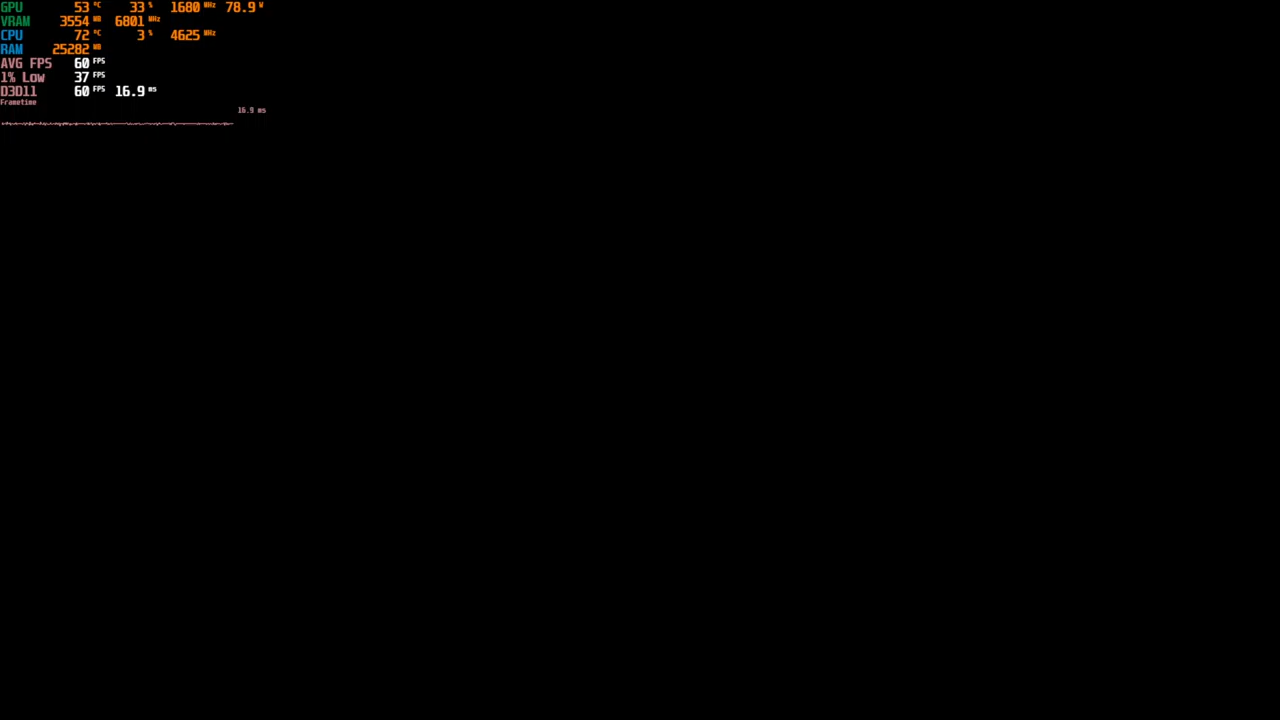 GPU 53 °C 33 % 1680 MHz 78.9 W
VRAM 3554 MB 6801 MHz
CPU 72 °C 3 % 4625 MHz
RAM 25282 MB
AVG FPS 60 FPS
1% Low 37 FPS
D3D11 60 FPS 16.9 ms
Frametime
16.9 ms